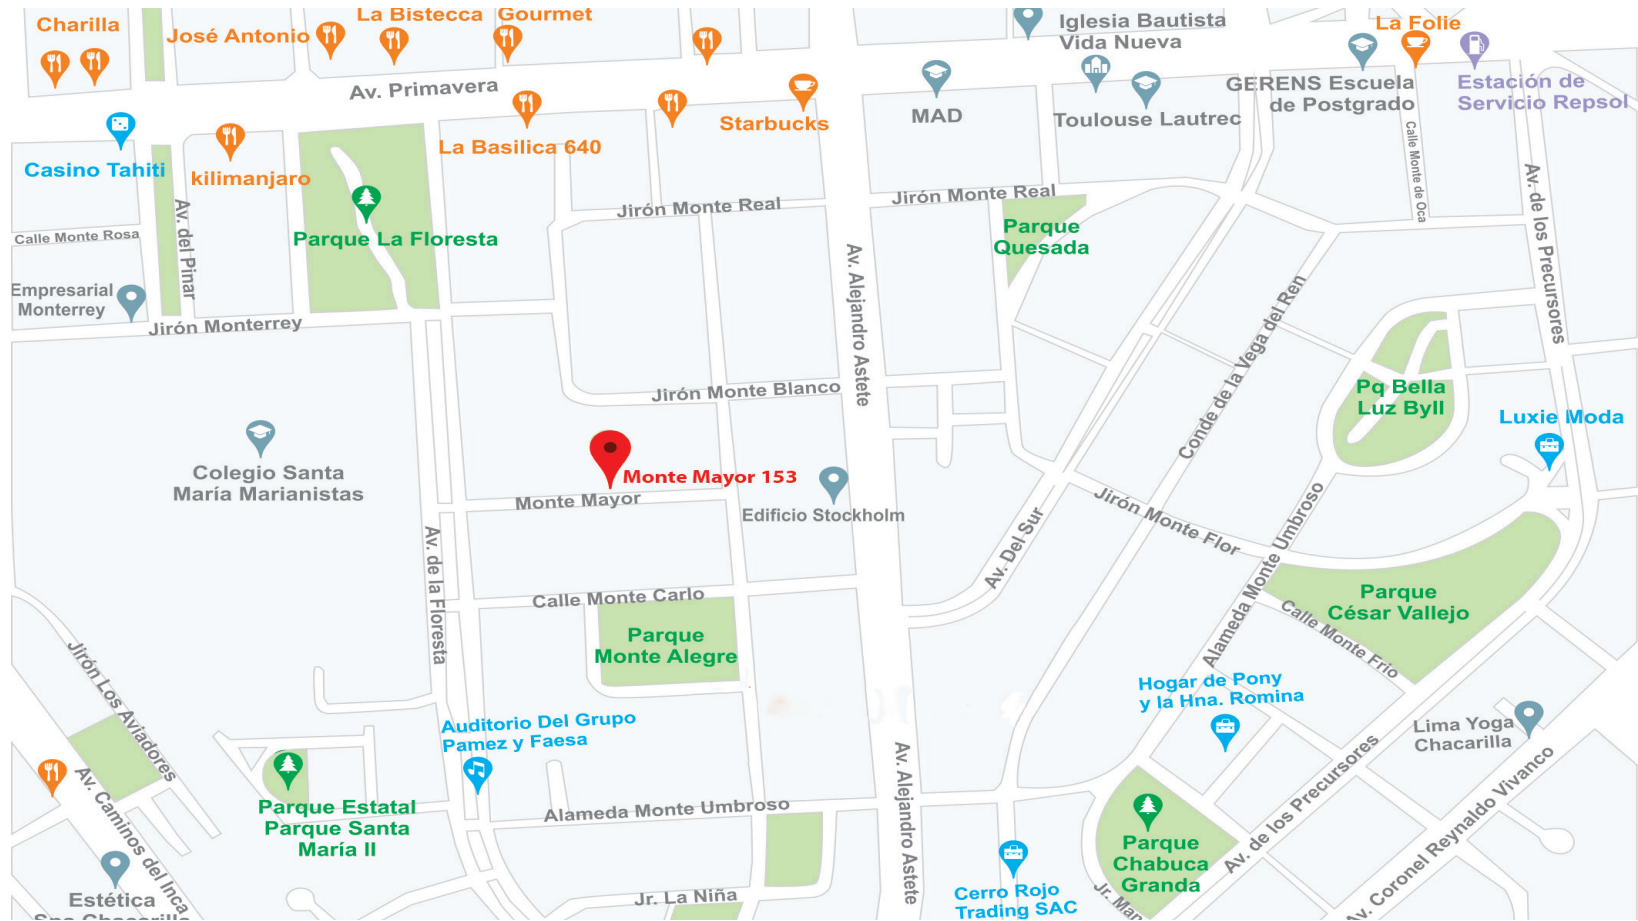 Charilla
José Antonio
La Bistecca
Gourmet
Iglesia Bautista
Vida Nueva
La Folie
GERENS Escuela
de Postgrado
Estación de
Servicio Repsol
Av. Primavera
Starbucks
MAD
Toulouse Lautrec
Casino Tahiti
kilimanjaro
La Basilica 640
Calle Monte de Oca
Av. de los Precursores
Av. del Pinar
Jirón Monte Real
Jirón Monte Real
Calle Monte Rosa
Parque La Floresta
Parque
Quesada
Empresarial
Monterrey
Jirón Monterrey
Av. Alejandro Astete
Conde de la Vega del Ren
Jirón Monte Blanco
Pq Bella
Luz Byll
Luxie Moda
Colegio Santa
María Marianistas
Monte Mayor 153
Monte Mayor
Edificio Stockholm
Av. Del Sur
Jirón Monte Flor
Alameda Monte Umbroso
Av. de la Floresta
Calle Monte Carlo
Parque
Monte Alegre
Parque
César Vallejo
Calle Monte Frio
Jirón Los Aviadores
Hogar de Pony
y la Hna. Romina
Auditorio Del Grupo
Pamez y Faesa
Lima Yoga
Chacarilla
Av. Caminos del Inca
Parque Estatal
Parque Santa
María II
Alameda Monte Umbroso
Av. Alejandro Astete
Av. de los Precursores
Av. Coronel Reynaldo Vivanco
Parque
Chabuca
Granda
Estética
Spa Chacarilla
Jr. La Niña
Cerro Rojo
Trading SAC
Jr. Man